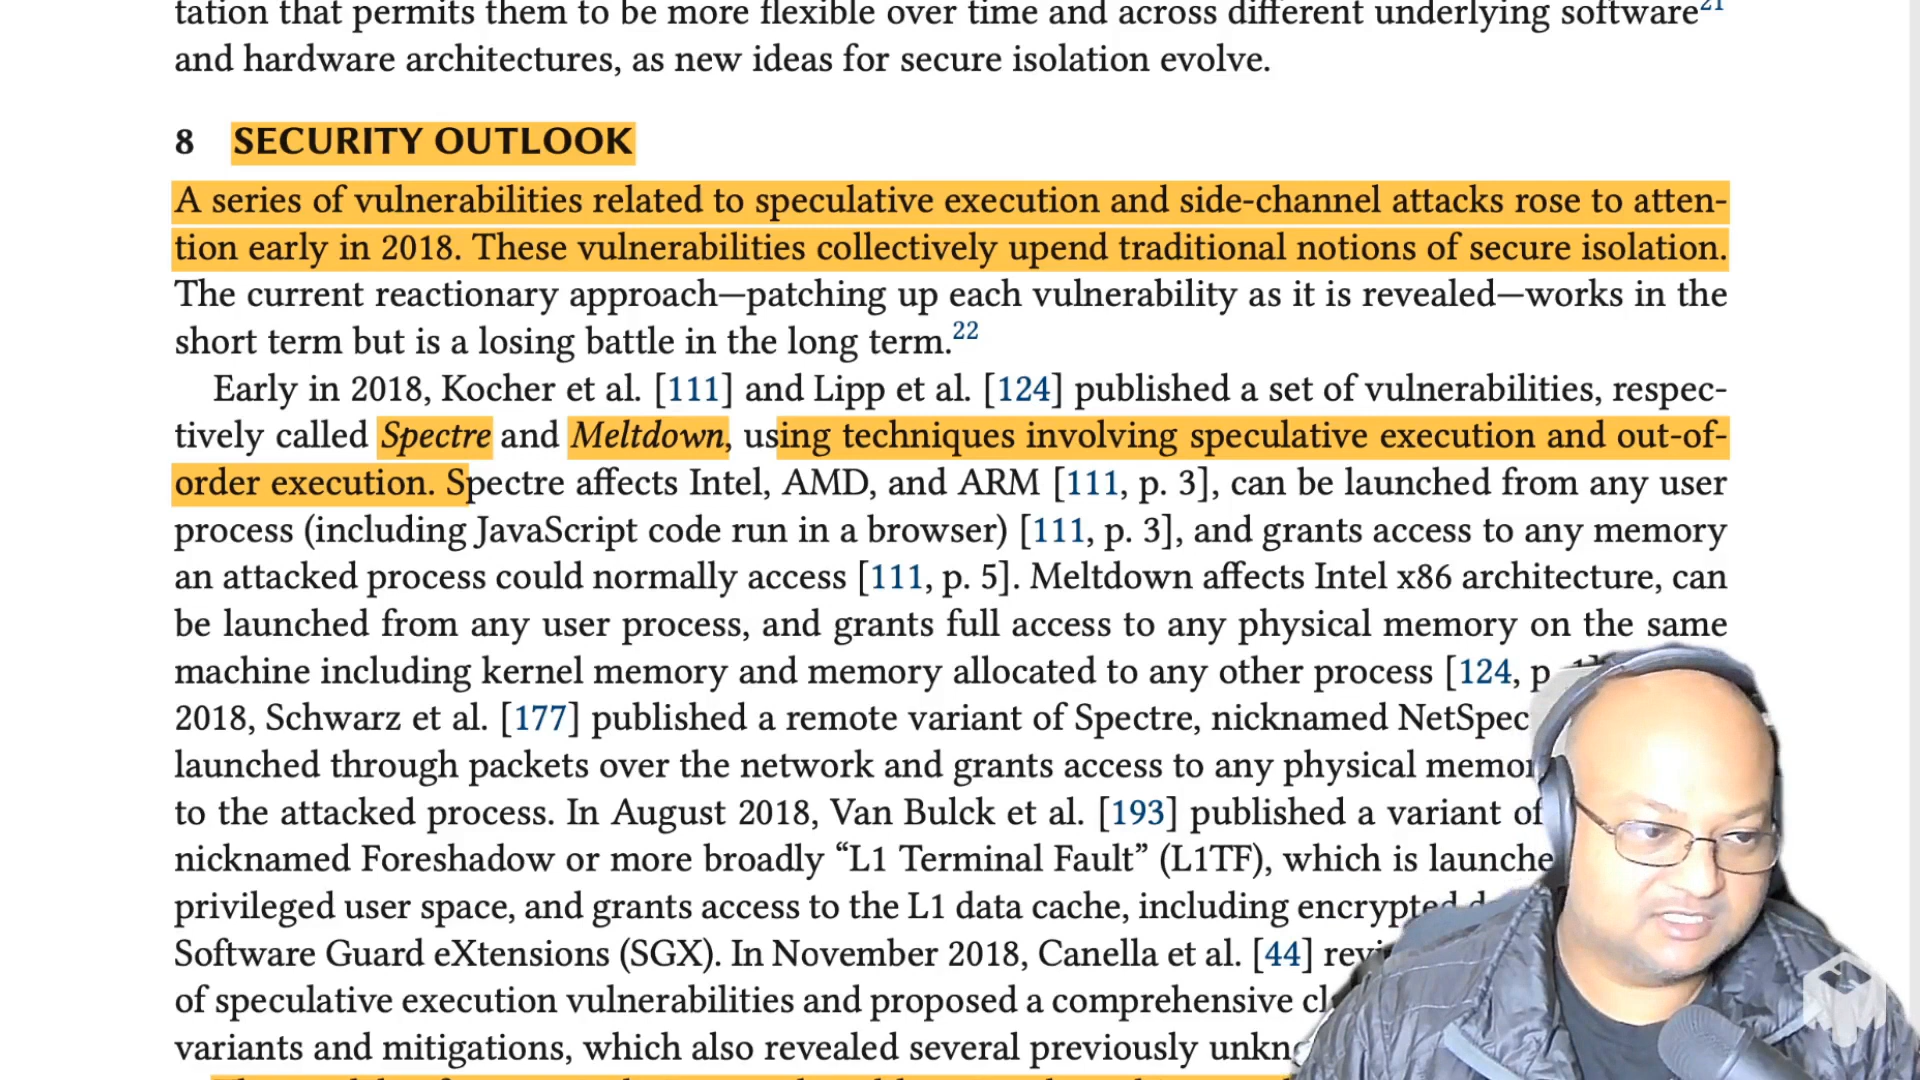 tation that permits them to be more flexible over time and across different underlying software21
and hardware architectures, as new ideas for secure isolation evolve.
8 SECURITY OUTLOOK
A series of vulnerabilities related to speculative execution and side-channel attacks rose to atten-
tion early in 2018. These vulnerabilities collectively upend traditional notions of secure isolation.
The current reactionary approach—patching up each vulnerability as it is revealed—works in the
short term but is a losing battle in the long term.22
Early in 2018, Kocher et al. [111] and Lipp et al. [124] published a set of vulnerabilities, respec-
tively called Spectre and Meltdown, using techniques involving speculative execution and out-of-
order execution. Spectre affects Intel, AMD, and ARM [111, p. 3], can be launched from any user
process (including JavaScript code run in a browser) [111, p. 3], and grants access to any memory
an attacked process could normally access [111, p. 5]. Meltdown affects Intel x86 architecture, can
be launched from any user process, and grants full access to any physical memory on the same
machine including kernel memory and memory allocated to any other process [124, p
2018, Schwarz et al. [177] published a remote variant of Spectre, nicknamed NetSpec
launched through packets over the network and grants access to any physical memor
to the attacked process. In August 2018, Van Bulck et al. [193] published a variant of
nicknamed Foreshadow or more broadly “L1 Terminal Fault” (L1TF), which is launche
privileged user space, and grants access to the L1 data cache, including encrypted
Software Guard eXtensions (SGX). In November 2018, Canella et al. [44] revi
of speculative execution vulnerabilities and proposed a comprehensive cl
variants and mitigations, which also revealed several previously unkn